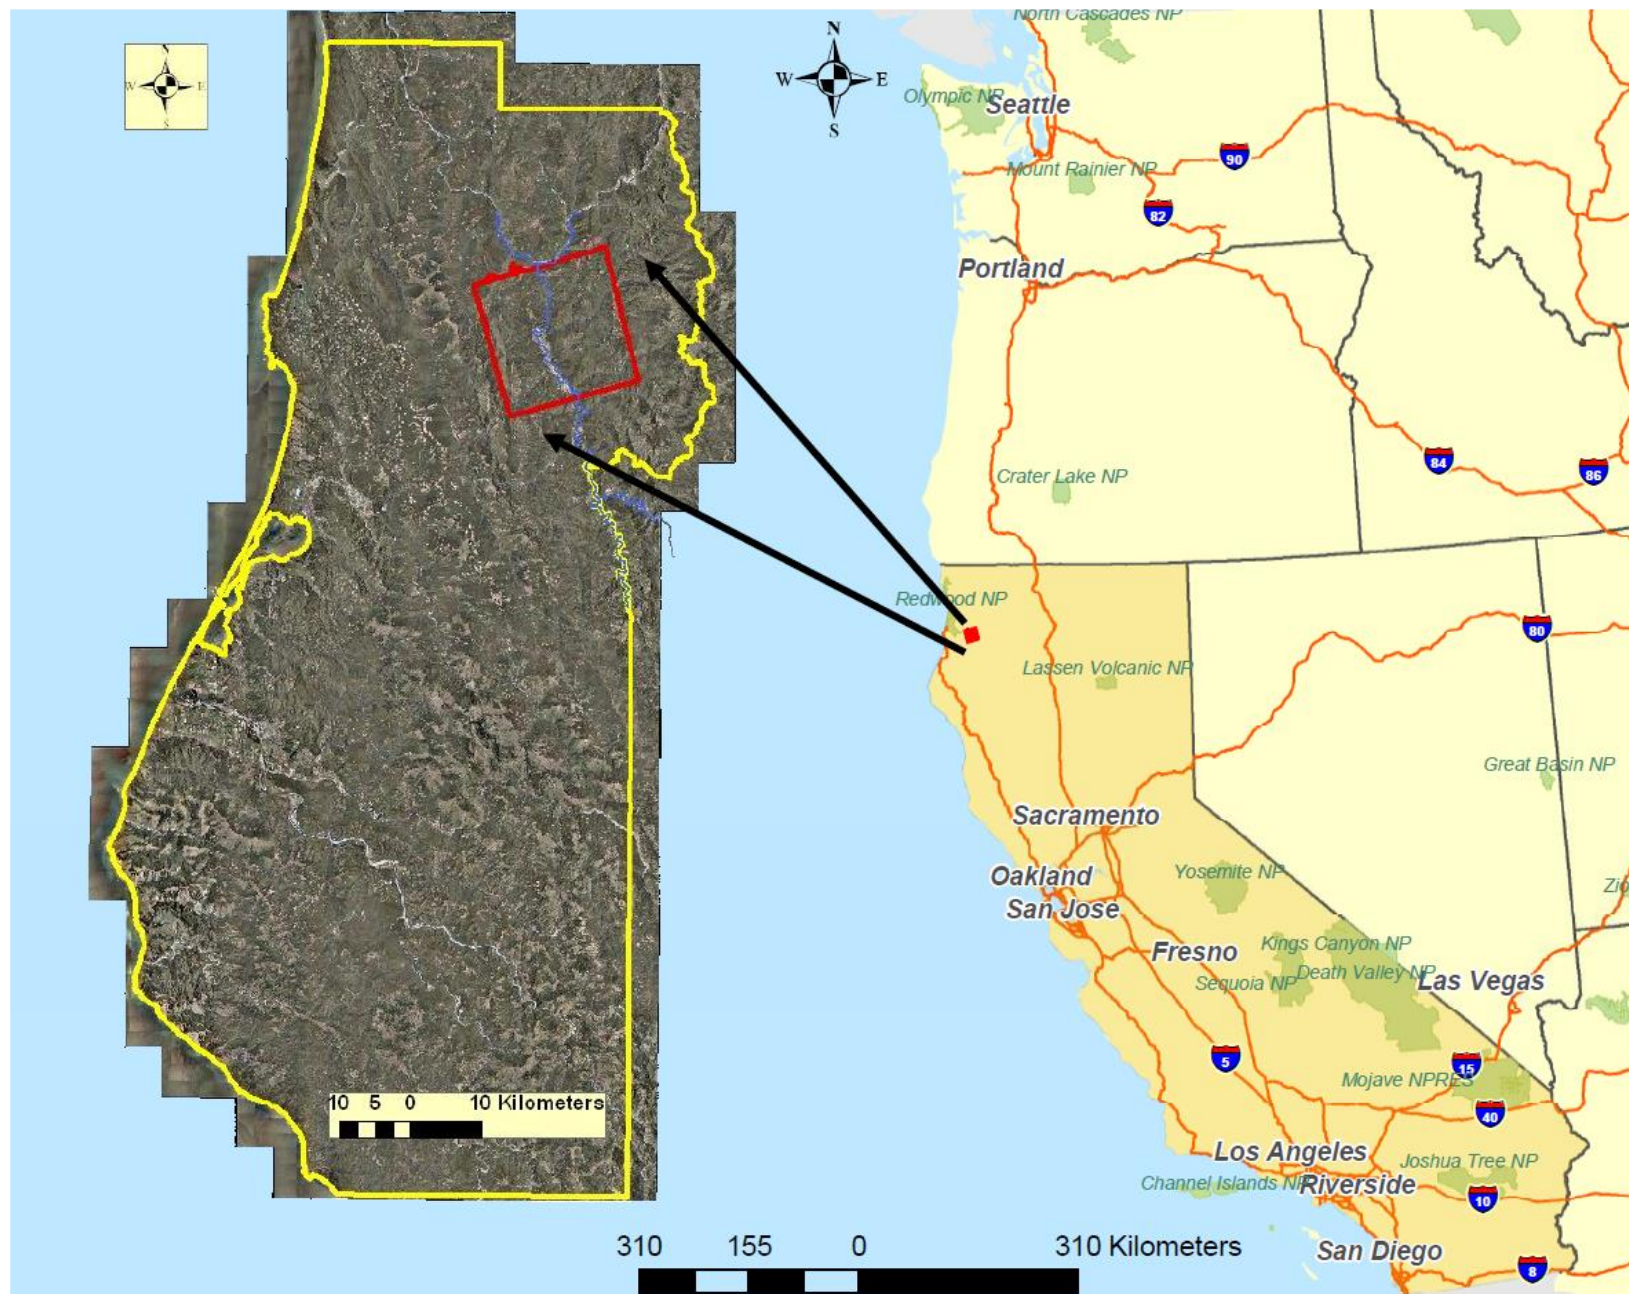 North Cascades NP
N
W E
S
N
W E
S
Olympic NP
Seattle
90
Mount Rainier NP
82
Portland
84
86
Crater Lake NP
Redwood NP
80
Lassen Volcanic NP
Great Basin NP
Sacramento
Oakland
Yosemite NP
Zio
San Jose
Fresno
Kings Canyon NP
Sequoia NP
Death Valley NP
Las Vegas
5
15
Mojave NPRES
40
10 5 0 10 Kilometers
Los Angeles
Joshua Tree NP
Channel Islands NP
Riverside
10
310 155 0 310 Kilometers
San Diego
8